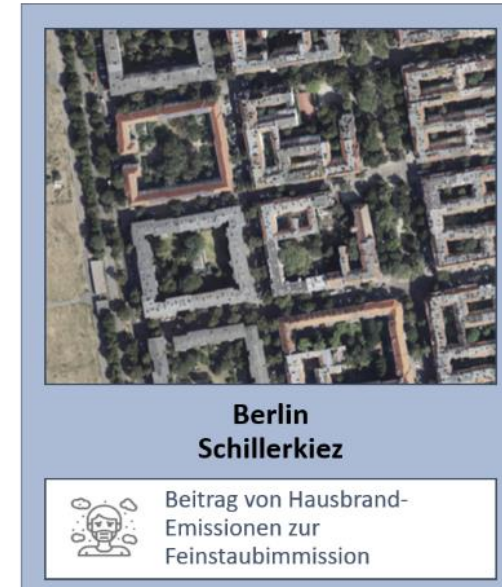 Berlin
Schillerkiez
Beitrag von Hausbrand-
Emissionen zur
Feinstaubimmission